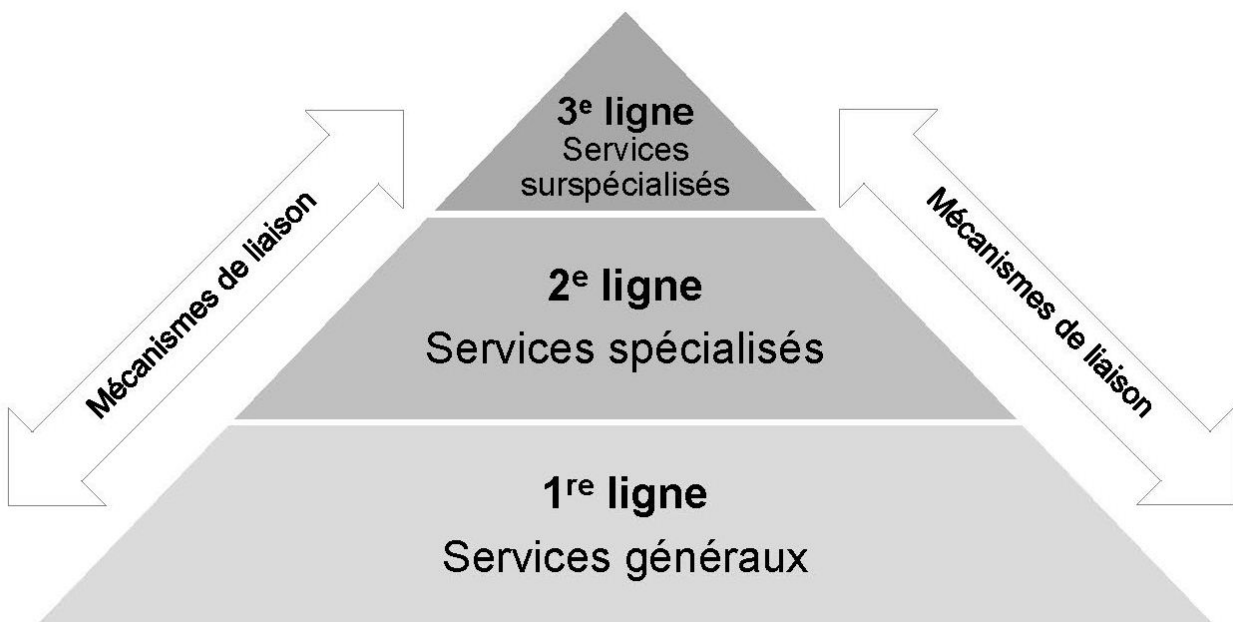 3e ligne
Services
surspécialisés
Mécanismes de liaison
Mécanismes de liaison
2e ligne
Services spécialisés
1re ligne
Services généraux